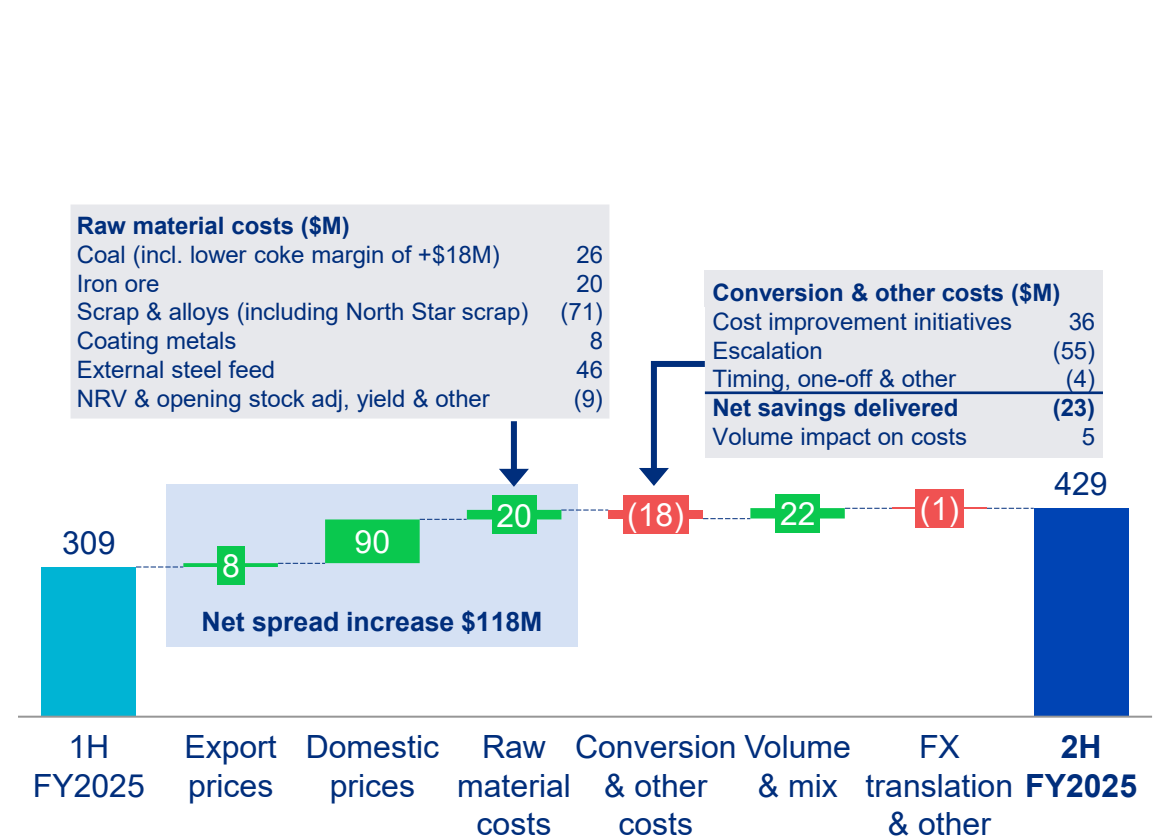 Raw material costs ($M)
Coal (incl. lower coke margin of +$18M) 26
Iron ore 20
Scrap & alloys (including North Star scrap) (71)
Coating metals 8
External steel feed 46
NRV & opening stock adj, yield & other (9)
Conversion & other costs ($M)
Cost improvement initiatives 36
Escalation (55)
Timing, one-off & other (4)
Net savings delivered (23)
Volume impact on costs 5
309
8
90
20
(18)
22
(1)
429
Net spread increase $118M
1H
FY2025
Export
prices
Domestic
prices
Raw
material
costs
Conversion
& other
costs
Volume
& mix
FX
translation
& other
2H
FY2025